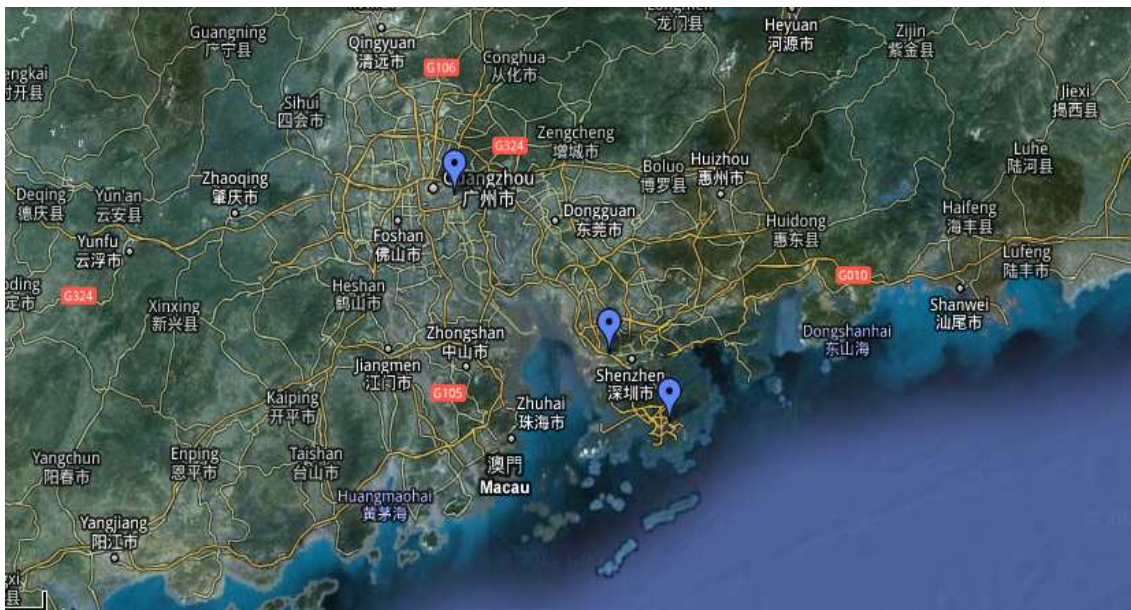 Guangning
广宁县
Qingyuan
清远市
G106
Conghua
从化市
龙门县
Heyuan
河源市
Zijin
紫金县
Jiexi
揭西县
Sihui
四会市
Zengcheng
增城市
G324
Luhe
陆河县
Boluo
博罗县
Huizhou
惠州市
Guangzhou
广州市
Zhaoqing
肇庆市
Deqing
德庆县
Yun'an
云安县
Dongguan
东莞市
Haifeng
海丰县
Huidong
惠东县
Foshan
佛山市
Yunfu
云浮市
Lufeng
陆丰市
G010
G324
Heshan
鹤山市
Xinxing
新兴县
Shanwei
汕尾市
Dongshanhai
东山海
Zhongshan
中山市
Jiangmen
江门市
Shenzhen
深圳市
G105
Kaiping
开平市
Zhuhai
珠海市
Enping
恩平市
Taishan
台山市
Yangchun
阳春市
澳門
Macau
Huangmaohai
黄茅海
Yangjiang
阳江市